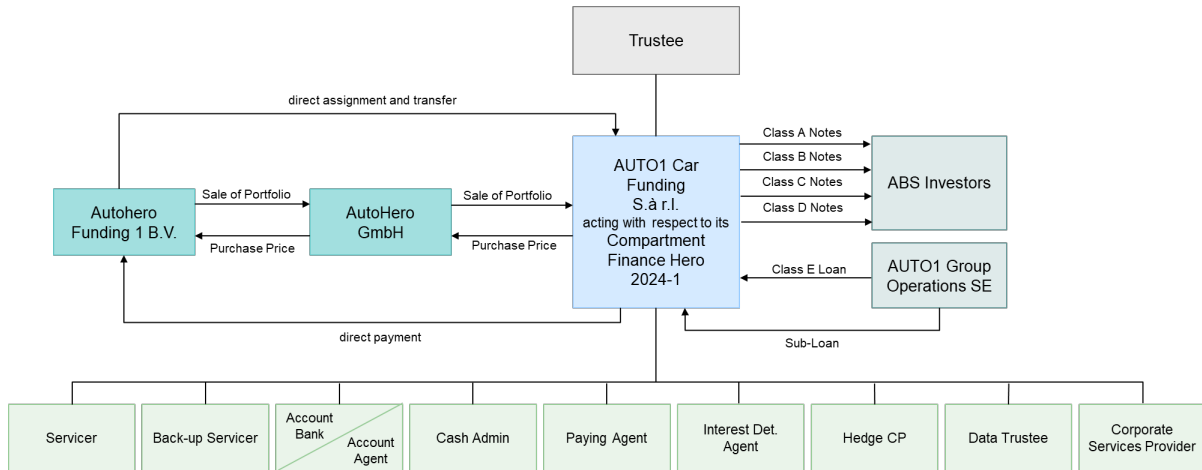 Trustee
direct assignment and transfer
Class A Notes
Class B Notes
Class C Notes
Class D Notes
ABS Investors
AUTO1 Car
Funding
S.à r.l.
acting with respect to its
Compartment
Finance Hero
2024-1
Sale of Portfolio
Sale of Portfolio
Autohero
Funding 1 B.V.
AutoHero
GmbH
Purchase Price
Purchase Price
Class E Loan
AUTO1 Group
Operations SE
direct payment
Sub-Loan
Servicer
Back-up Servicer
Account
Bank
Account
Agent
Cash Admin
Paying Agent
Interest Det.
Agent
Hedge CP
Data Trustee
Corporate
Services Provider